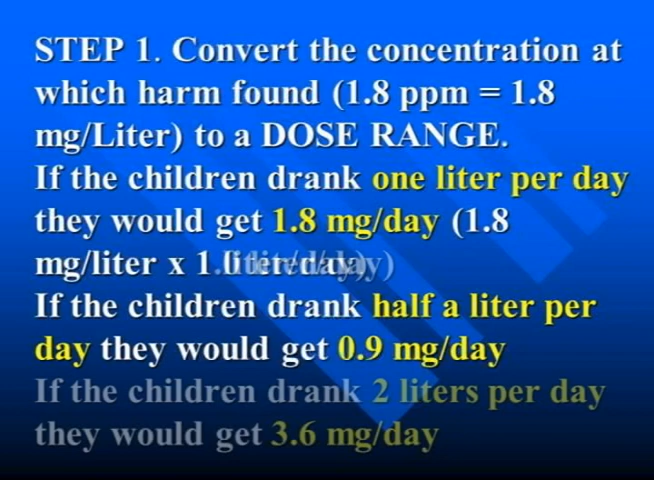 STEP 1. Convert the concentration at
which harm found (1.8 ppm = 1.8
mg/Liter) to a DOSE RANGE.
If the children drank one liter per day
they would get 1.8 mg/day (1.8
mg/liter x 1
If the children drank half a liter per
day they would get 0.9 mg/day
If the children drank 2 liters per day
they would get 3.6 mg/day